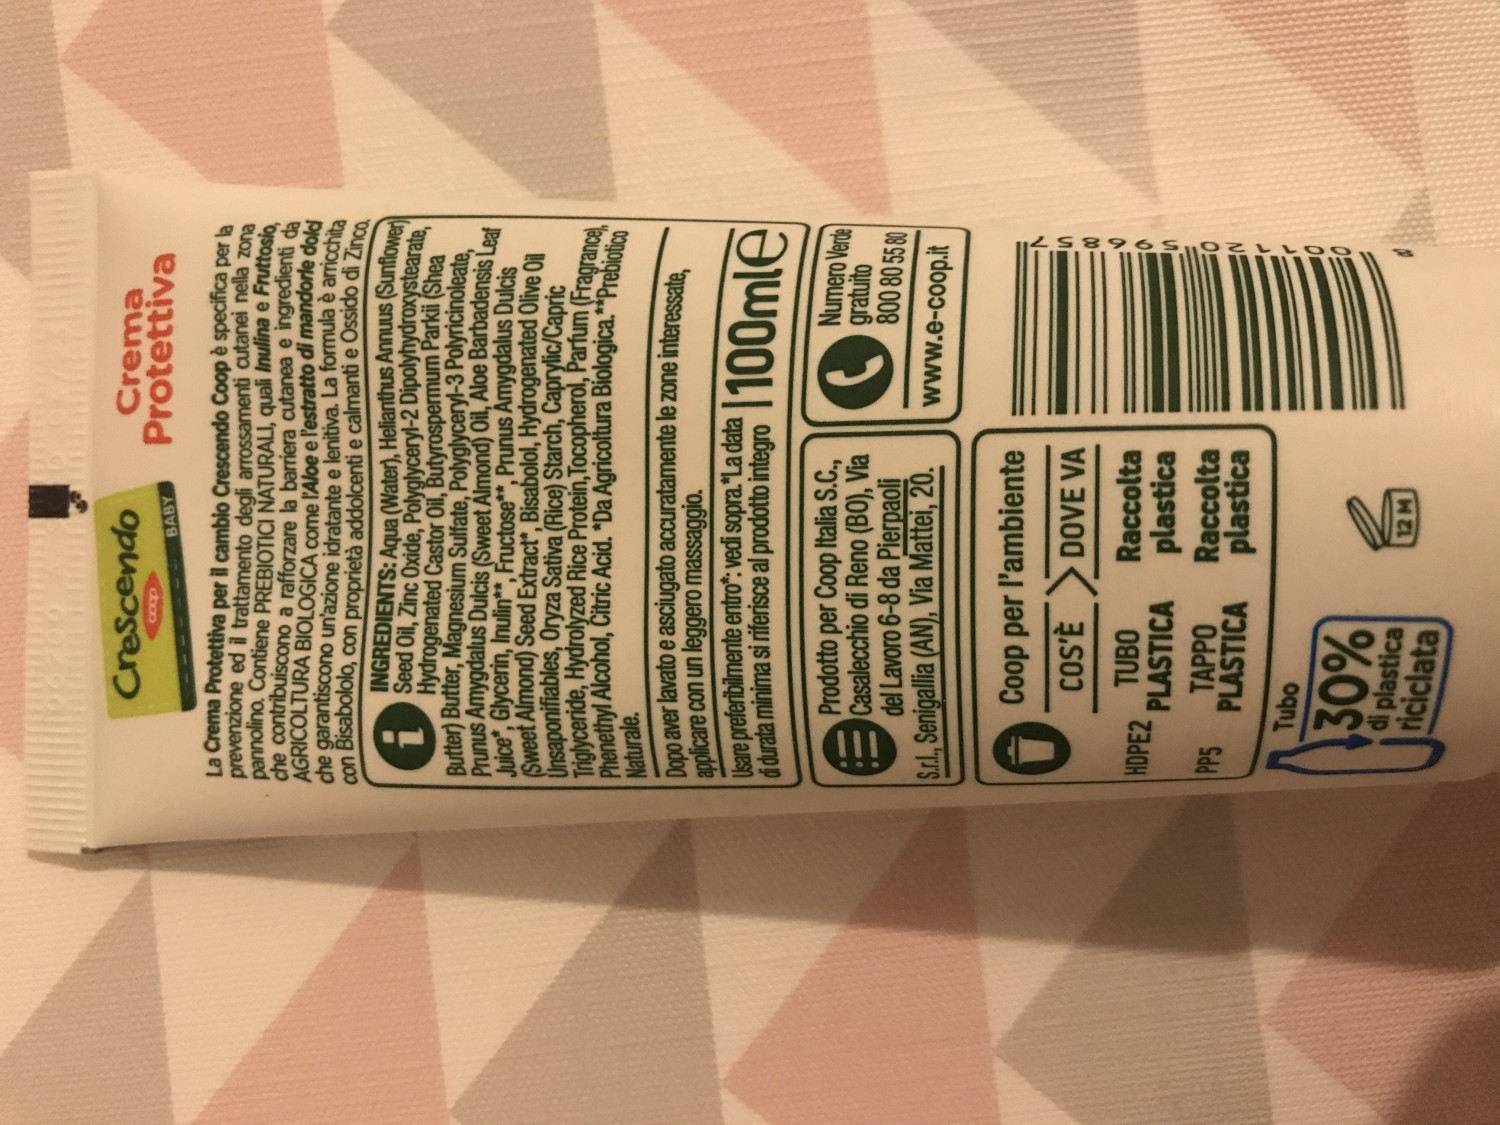 Crescendo
coop
BABY
Crema
Protettiva
La Crema Protettiva per il cambio Crescendo Coop è specifica per la
prevenzione ed il trattamento degli arrossamenti cutanei nella zona
pannolino. Contiene PREBIOTICI NATURALI, quali Inulina e Fruttosio,
che contribuiscono a rafforzare la barriera cutanea e ingredienti da
AGRICOLTURA BIOLOGICA come l'Aloe e l'estratto di mandorle dolci
che garantiscono un'azione idratante e lenitiva. La formula è arricchita
con Bisabololo, con proprietà addolcenti e calmanti e Ossido di Zinco.
i
INGREDIENTS: Aqua (Water), Helianthus Annuus (Sunflower)
Seed Oil, Zinc Oxide, Polyglyceryl-2 Dipolyhydroxystearate,
Hydrogenated Castor Oil, Butyrospermum Parkii (Shea
Butter) Butter, Magnesium Sulfate, Polyglyceryl-3 Polyricinoleate,
Prunus Amygdalus Dulcis (Sweet Almond) Oil, Aloe Barbadensis Leaf
Juice*, Glycerin, Inulin**, Fructose**, Prunus Amygdalus Dulcis
(Sweet Almond) Seed Extract*, Bisabolol, Hydrogenated Olive Oil
Unsaponifiables, Oryza Sativa (Rice) Starch, Caprylic/Capric
Triglyceride, Hydrolyzed Rice Protein, Tocopherol, Parfum (Fragrance),
Phenethyl Alcohol, Citric Acid. *Da Agricoltura Biologica. **Prebiotico
Naturale.
Dopo aver lavato e asciugato accuratamente le zone interessate,
applicare con un leggero massaggio.
Usare preferibilmente entro*: vedi sopra. *La data
di durata minima si riferisce al prodotto integro
100ml e
Prodotto per Coop Italia S.C.,
Casalecchio di Reno (BO), Via
del Lavoro 6-8 da Pierpaoli
S.r.l., Senigallia (AN), Via Mattei, 20.
Numero Verde
gratuito
800 80 55 80
www.e-coop.it
Coop per l'ambiente
COS'È DOVE VA
HDPE2 TUBO PLASTICA Raccolta plastica
PP5 TAPPO PLASTICA Raccolta plastica
8 001120 596857
12 M
Tubo
30%
di plastica
riciclata